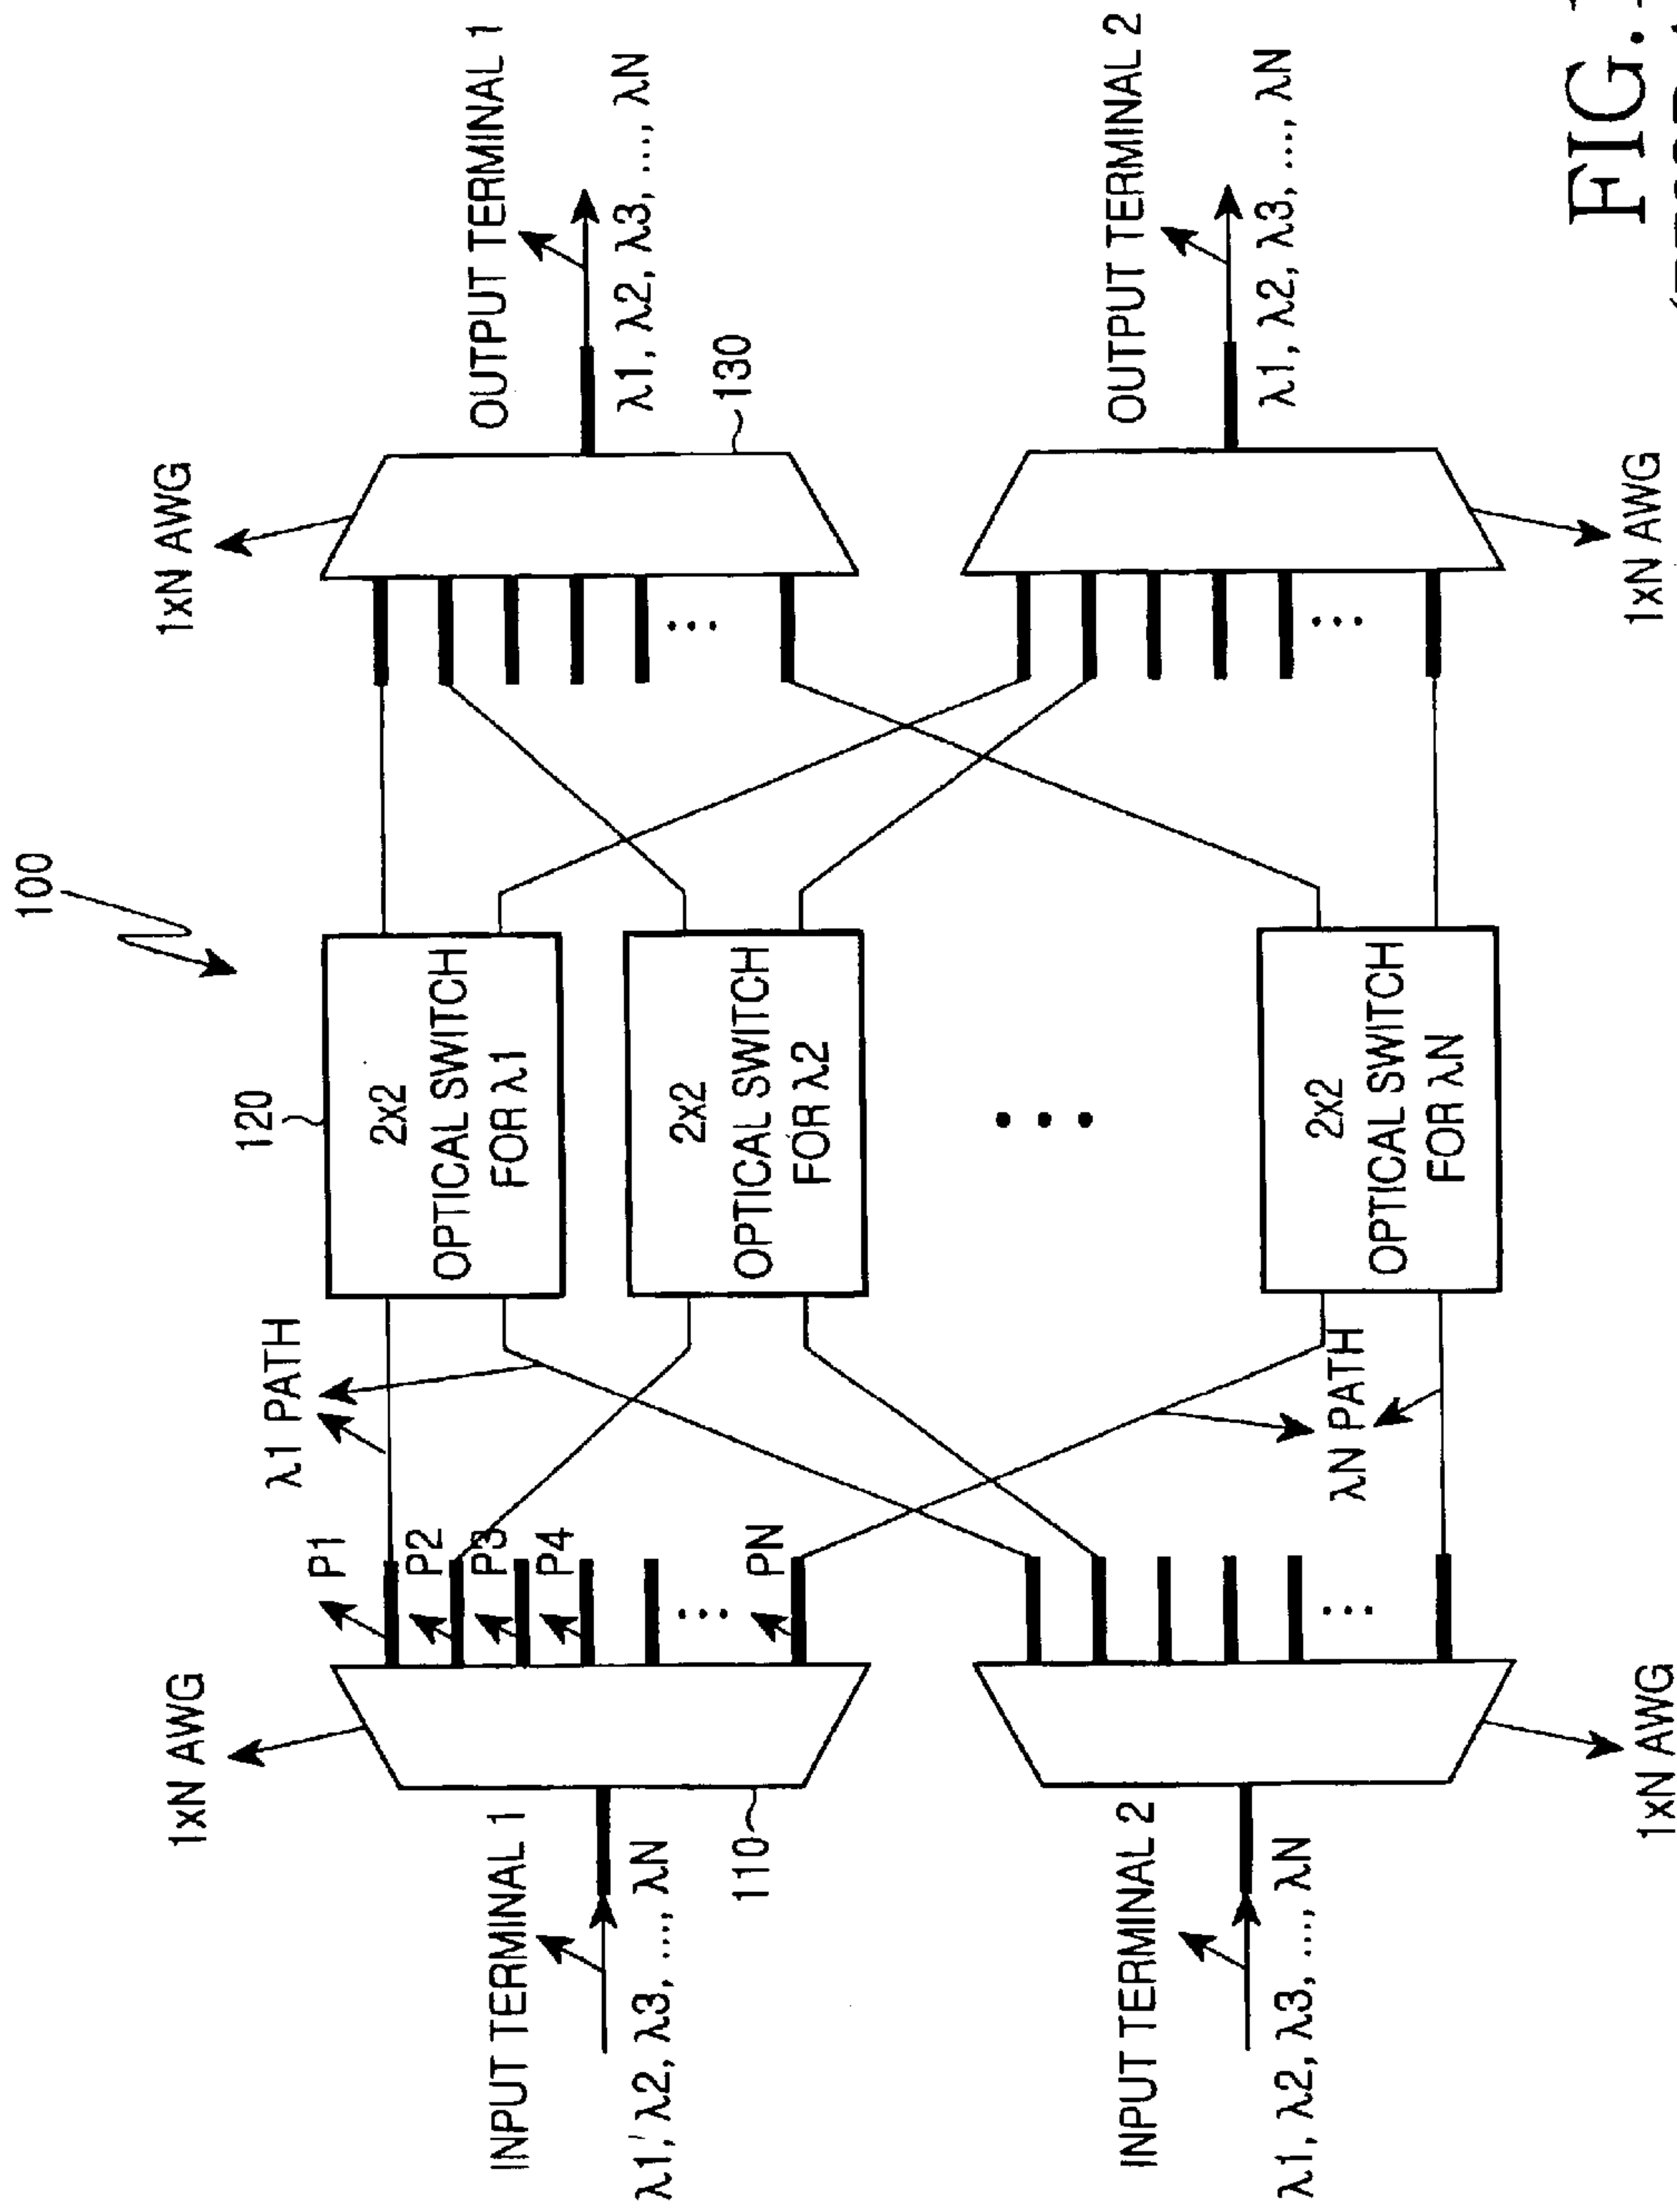 100
1xN AWG
1xN AWG
INPUT TERMINAL 1
λ1, λ2, λ3, ...., λN
110
P1
P2
P3
P4
PN
λ1 PATH
120
2x2
OPTICAL SWITCH
FOR λ1
2x2
OPTICAL SWITCH
FOR λ2
2x2
OPTICAL SWITCH
FOR λN
λN PATH
OUTPUT TERMINAL 1
λ1, λ2, λ3, ...., λN
130
INPUT TERMINAL 2
λ1, λ2, λ3, ...., λN
OUTPUT TERMINAL 2
λ1, λ2, λ3, ...., λN
1xN AWG
1xN AWG
FIG.